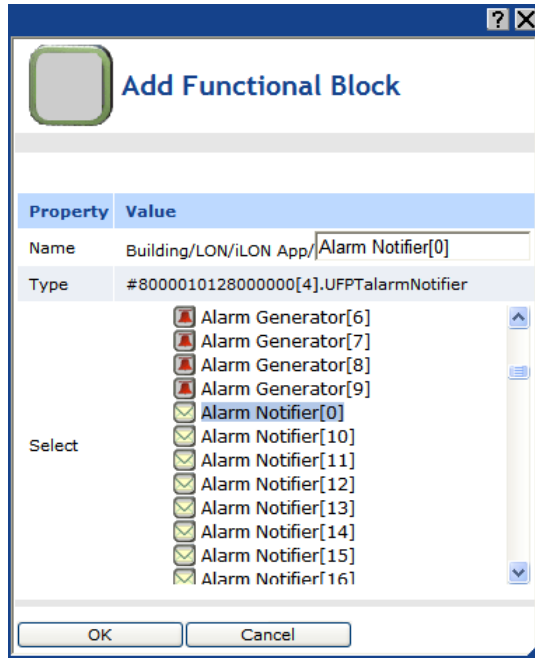 ?
Add Functional Block
Property Value
Name Building/LON/iLON App/ Alarm Notifier[0]
Type #8000010128000000[4].UFPTalarmNotifier
Alarm Generator[6]
Alarm Generator[7]
Alarm Generator[8]
Alarm Generator[9]
Alarm Notifier[0]
Alarm Notifier[10]
Select
Alarm Notifier[11]
Alarm Notifier[12]
Alarm Notifier[13]
Alarm Notifier[14]
Alarm Notifier[15]
Alarm Notifier[16]
OK Cancel